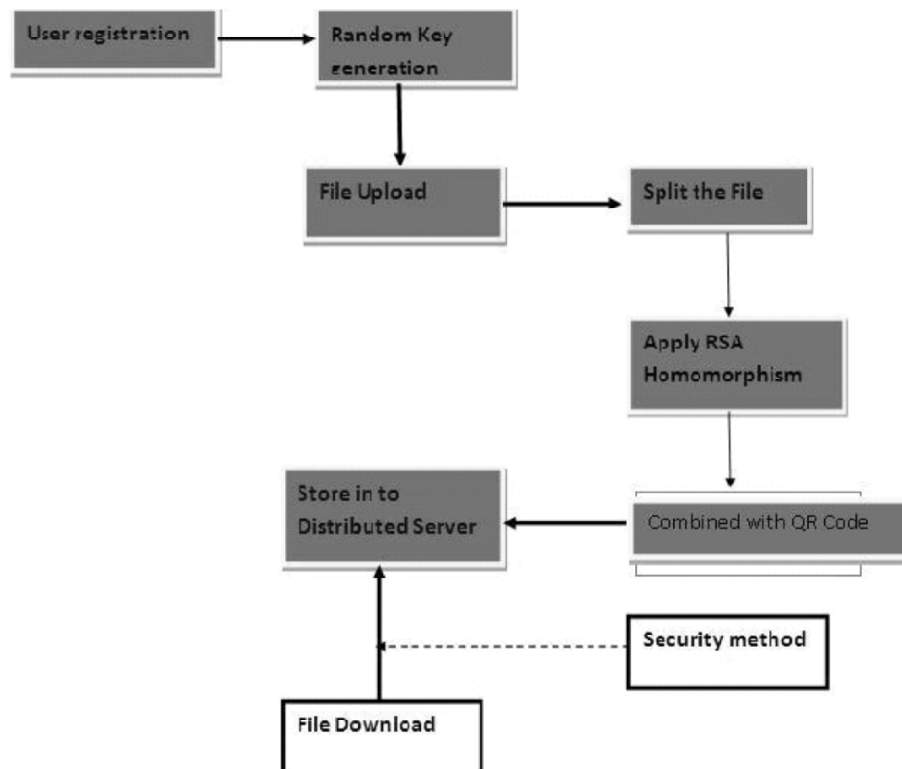 User registration
Random Key
generation
File Upload
Split the File
Apply RSA
Homomorphism
Store in to
Distributed Server
Combined with QR Code
Security method
File Download